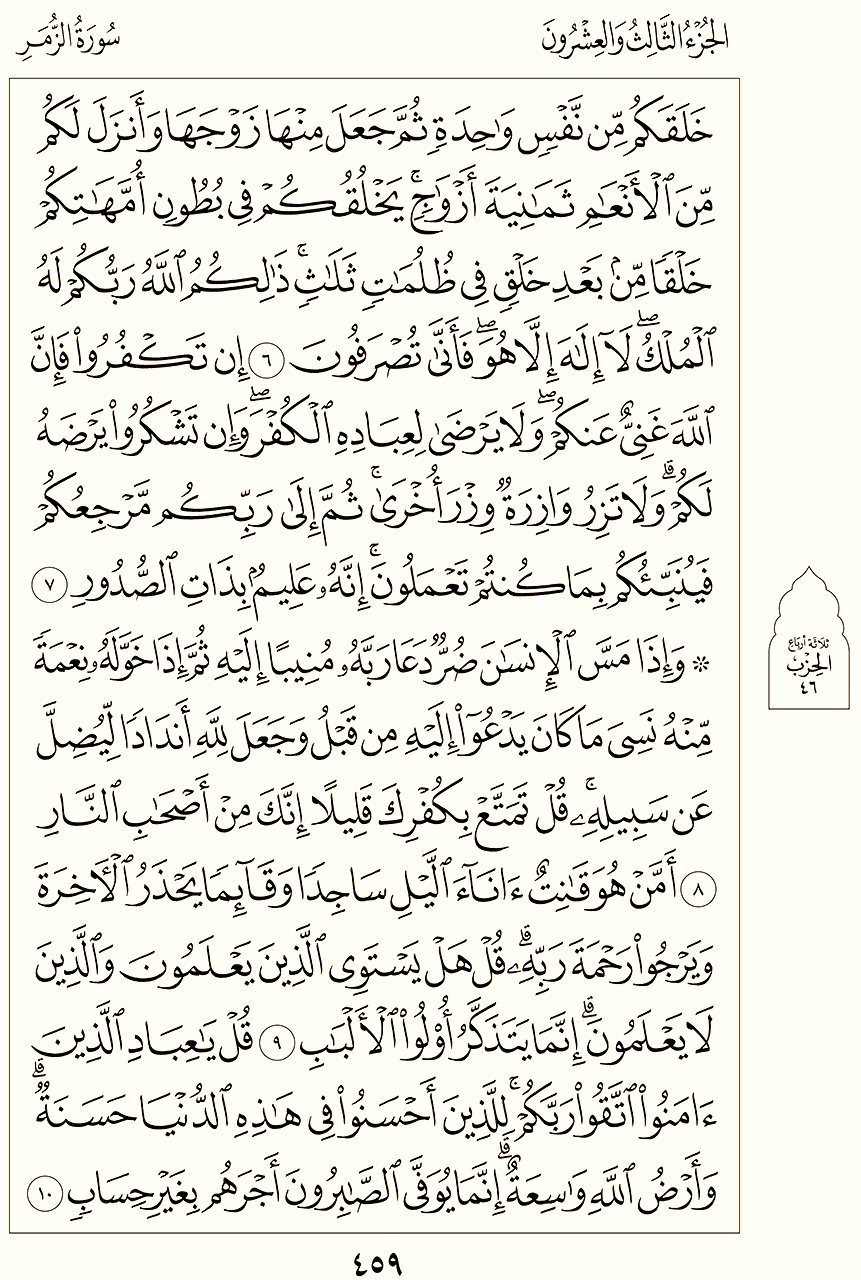 الجُزْءُ الثَّالِثُ وَالعِشْرُونَ
سُورَةُ الزُّمَرِ
خَلَقَكُم مِّن نَّفۡسٖ وَٰحِدَةٖ ثُمَّ جَعَلَ مِنۡهَا زَوۡجَهَا وَأَنزَلَ لَكُم
مِّنَ ٱلۡأَنۡعَٰمِ ثَمَٰنِيَةَ أَزۡوَٰجٖۚ يَخۡلُقُكُمۡ فِي بُطُونِ أُمَّهَٰتِكُمۡ
خَلۡقٗا مِّنۢ بَعۡدِ خَلۡقٖ فِي ظُلُمَٰتٖ ثَلَٰثٖۚ ذَٰلِكُمُ ٱللَّهُ رَبُّكُمۡ لَهُ
ٱلۡمُلۡكُۖ لَآ إِلَٰهَ إِلَّا هُوَۖ فَأَنَّىٰ تُصۡرَفُونَ ٦ إِن تَكۡفُرُواْ فَإِنَّ
ٱللَّهَ غَنِيٌّ عَنكُمۡۖ وَلَا يَرۡضَىٰ لِعِبَادِهِ ٱلۡكُفۡرَۖ وَإِن تَشۡكُرُواْ يَرۡضَهُ
لَكُمۡۗ وَلَا تَزِرُ وَازِرَةٞ وِزۡرَ أُخۡرَىٰۚ ثُمَّ إِلَىٰ رَبِّكُم مَّرۡجِعُكُمۡ
فَيُنَبِّئُكُم بِمَا كُنتُمۡ تَعۡمَلُونَۚ إِنَّهُۥ عَلِيمُۢ بِذَاتِ ٱلصُّدُورِ ٧
۞ وَإِذَا مَسَّ ٱلۡإِنسَٰنَ ضُرّٞ دَعَا رَبَّهُۥ مُنِيبًا إِلَيۡهِ ثُمَّ إِذَا خَوَّلَهُۥ نِعۡمَةٗ
مِّنۡهُ نَسِيَ مَا كَانَ يَدۡعُوٓاْ إِلَيۡهِ مِن قَبۡلُ وَجَعَلَ لِلَّهِ أَندَادٗا لِّيُضِلَّ
عَن سَبِيلِهِۦۚ قُلۡ تَمَتَّعۡ بِكُفۡرِكَ قَلِيلًا إِنَّكَ مِنۡ أَصۡحَٰبِ ٱلنَّارِ
٨ أَمَّنۡ هُوَ قَٰنِتٌ ءَانَآءَ ٱلَّيۡلِ سَاجِدٗا وَقَآئِمٗا يَحۡذَرُ ٱلۡأٓخِرَةَ
وَيَرۡجُواْ رَحۡمَةَ رَبِّهِۦۗ قُلۡ هَلۡ يَسۡتَوِي ٱلَّذِينَ يَعۡلَمُونَ وَٱلَّذِينَ
لَا يَعۡلَمُونَۗ إِنَّمَا يَتَذَكَّرُ أُوْلُواْ ٱلۡأَلۡبَٰبِ ٩ قُلۡ يَٰعِبَادِ ٱلَّذِينَ
ءَامَنُواْ ٱتَّقُواْ رَبَّكُمۡۚ لِلَّذِينَ أَحۡسَنُواْ فِي هَٰذِهِ ٱلدُّنۡيَا حَسَنَةٞۗ
وَأَرۡضُ ٱللَّهِ وَٰسِعَةٌۗ إِنَّمَا يُوَفَّى ٱلصَّٰبِرُونَ أَجۡرَهُم بِغَيۡرِ حِسَابٖ ١٠
ثلاثة أرباع
الحِزْبِ
٤٦
٤٥٩